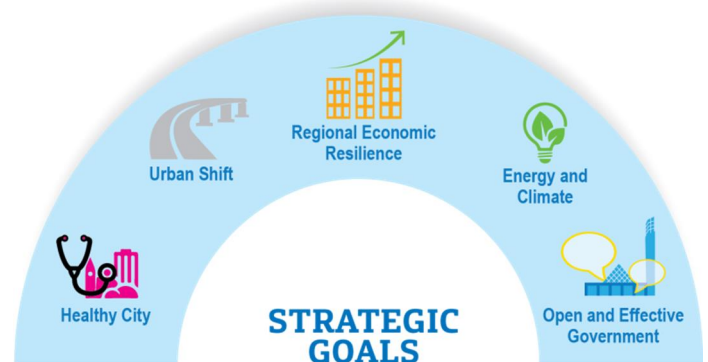 Regional Economic
Resilience
Urban Shift
Energy and
Climate
Healthy City
Open and Effective
Government
STRATEGIC
GOALS